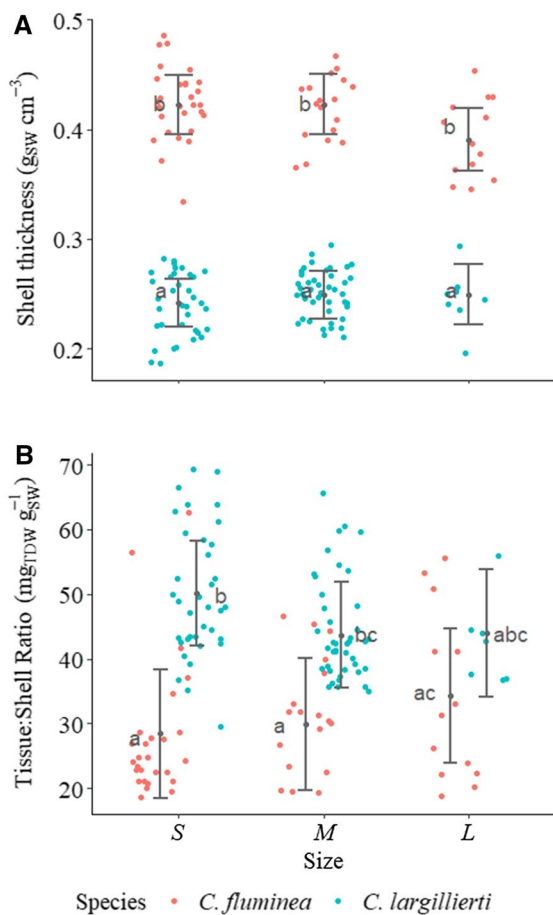 A
Shell thickness (gSW cm−3)
0.5
0.4
0.3
0.2
b
b
b
a
a
a
B
Tissue:Shell Ratio (mgTDW gSW−1)
70
60
50
40
30
20
a
b
a
bc
ac
abc
S M L
Size
Species C. fluminea C. largillierti